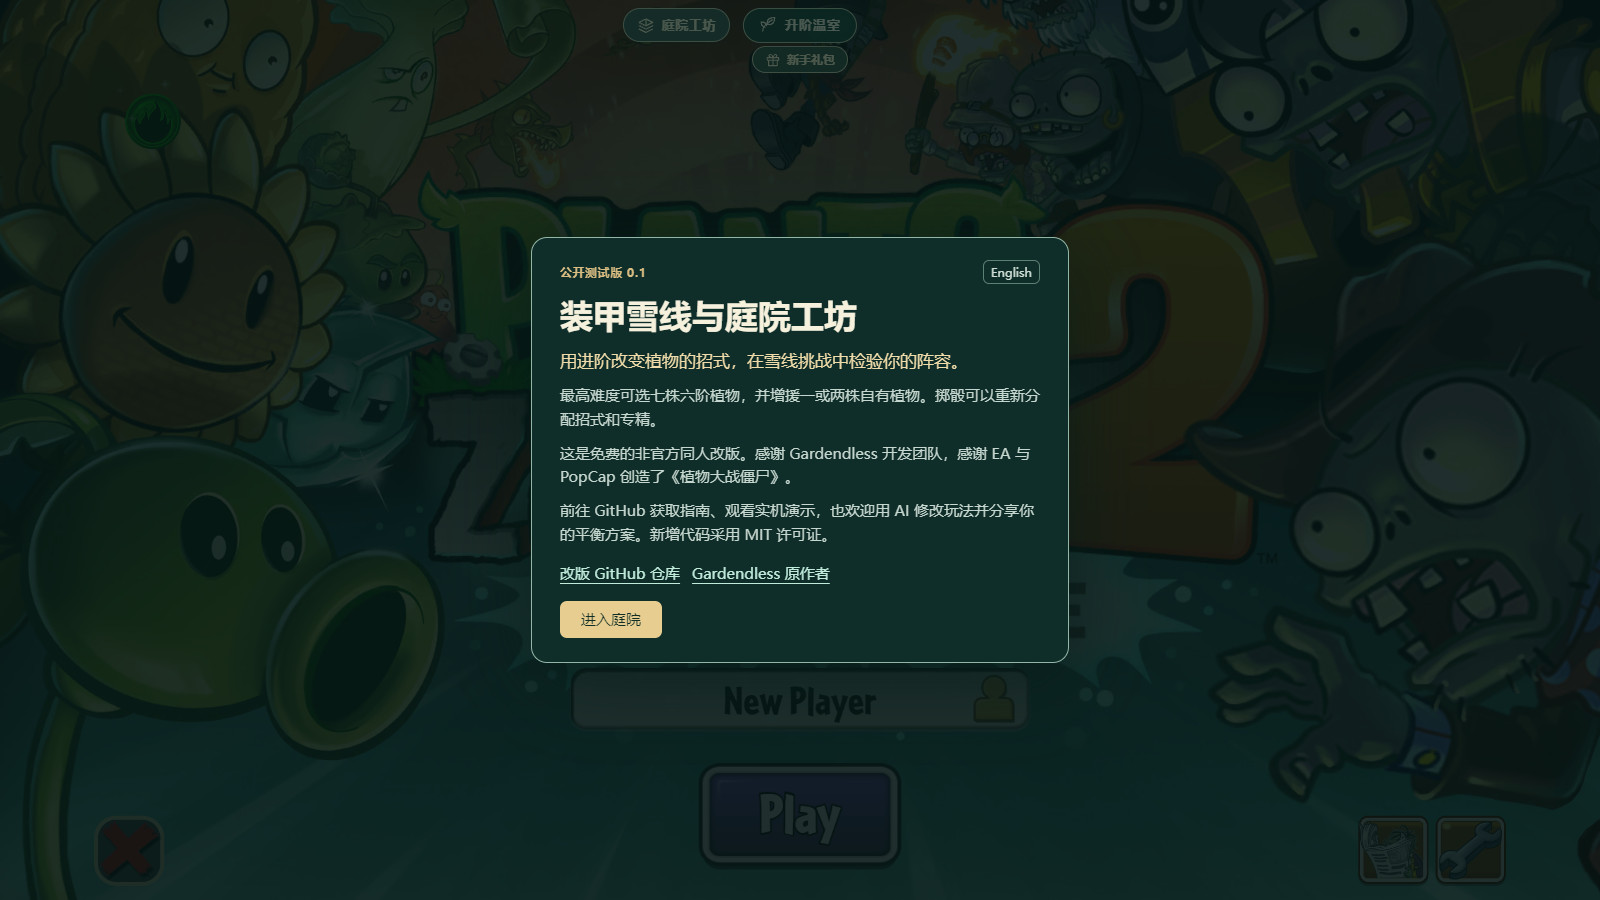 庭院工坊
升阶温室
新手礼包
公开测试版 0.1
English
装甲雪线与庭院工坊
用进阶改变植物的招式，在雪线挑战中检验你的阵容。
最高难度可选七株六阶植物，并增援一或两株自有植物。掷骰可以重新分
配招式和专精。
这是免费的非官方同人改版。感谢 Gardendless 开发团队，感谢 EA 与
PopCap 创造了《植物大战僵尸》。
前往 GitHub 获取指南、观看实机演示，也欢迎用 AI 修改玩法并分享你
的平衡方案。新增代码采用 MIT 许可证。
改版 GitHub 仓库 Gardendless 原作者
进入庭院
2
TM
New Player
Play